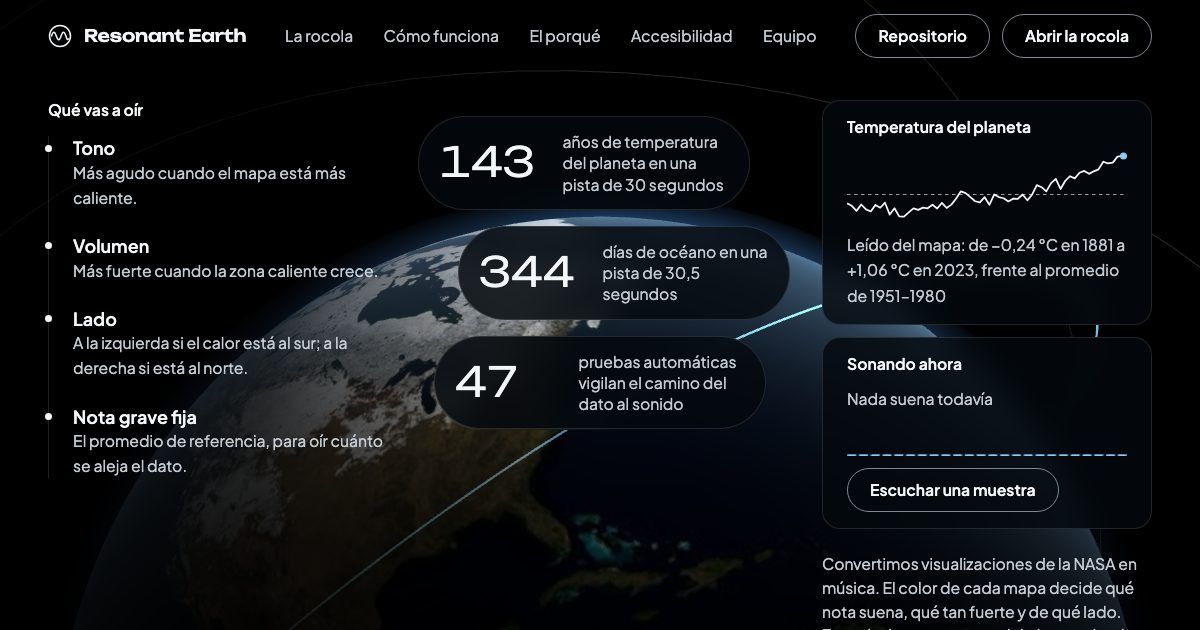 Resonant Earth
La rocola
Cómo funciona
El porqué
Accesibilidad
Equipo
Repositorio
Abrir la rocola
Qué vas a oír
Tono
Más agudo cuando el mapa está más
caliente.
Volumen
Más fuerte cuando la zona caliente crece.
Lado
A la izquierda si el calor está al sur; a la
derecha si está al norte.
Nota grave fija
El promedio de referencia, para oír cuánto
se aleja el dato.
143
años de temperatura
del planeta en una
pista de 30 segundos
344
días de océano en una
pista de 30,5
segundos
47
pruebas automáticas
vigilan el camino del
dato al sonido
Temperatura del planeta
Leído del mapa: de −0,24 °C en 1881 a
+1,06 °C en 2023, frente al promedio
de 1951–1980
Sonando ahora
Nada suena todavía
Escuchar una muestra
Convertimos visualizaciones de la NASA en
música. El color de cada mapa decide qué
nota suena, qué tan fuerte y de qué lado.